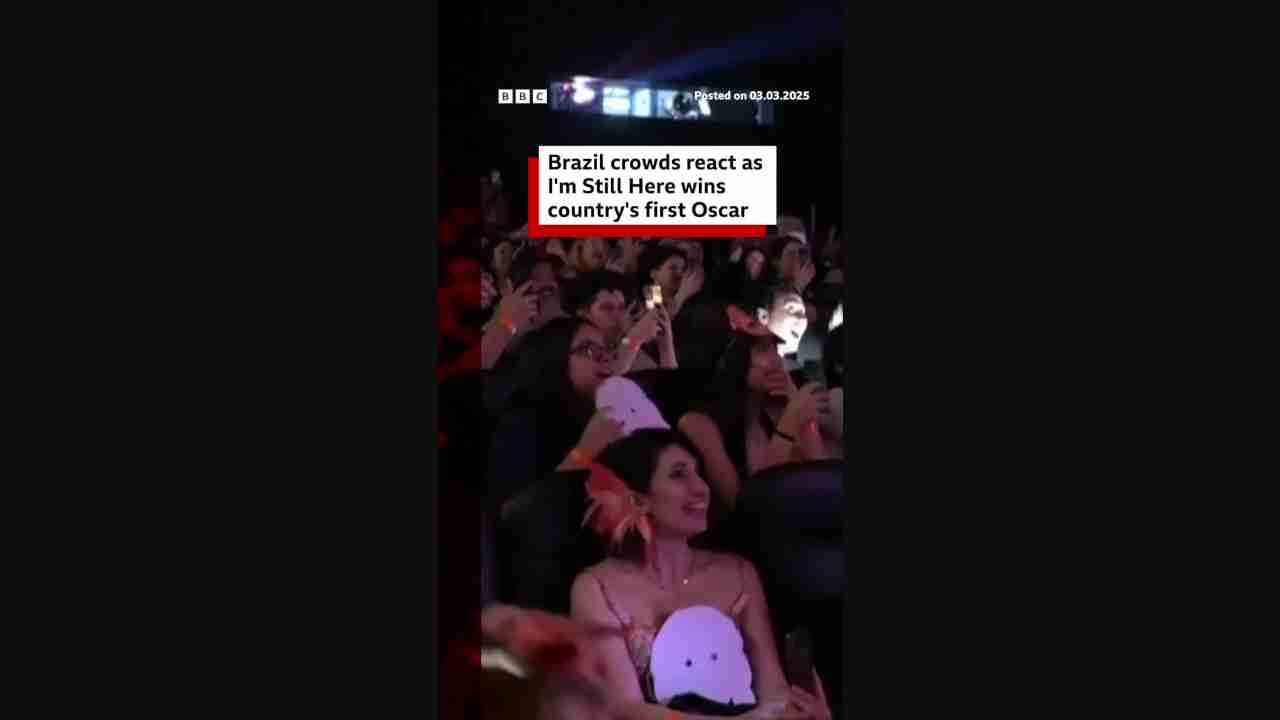 BBC
Posted on 03.03.2025
Brazil crowds react as
I'm Still Here wins
country's first Oscar